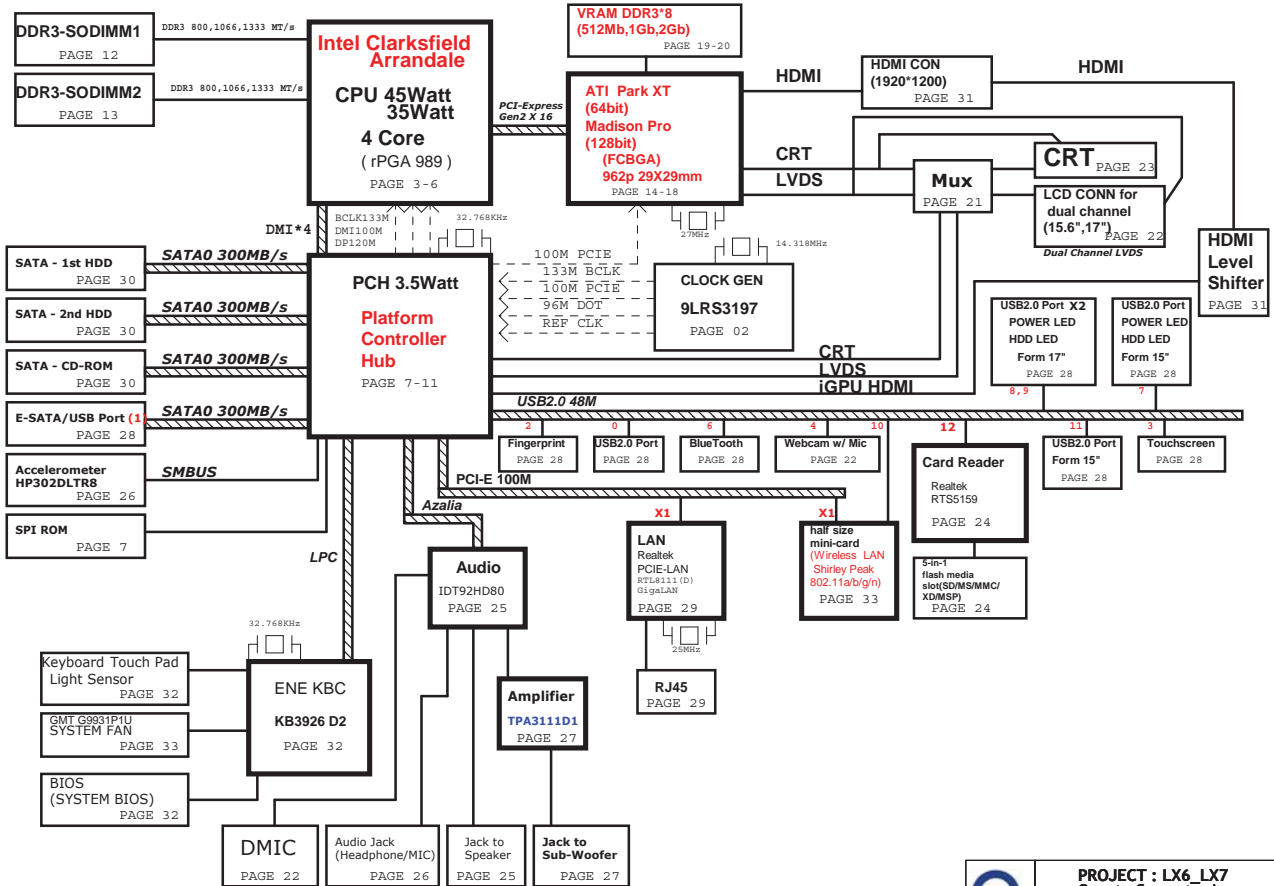 DDR3-SODIMM1
PAGE 12
DDR3 800,1066,1333 MT/s
DDR3-SODIMM2
PAGE 13
DDR3 800,1066,1333 MT/s
Intel Clarksfield
Arrandale
CPU 45Watt
35Watt
4 Core
( rPGA 989 )
PAGE 3-6
PCI-Express
Gen2 X 16
VRAM DDR3*8
(512Mb,1Gb,2Gb)
PAGE 19-20
ATI Park XT
(64bit)
Madison Pro
(128bit)
(FCBGA)
962p 29X29mm
PAGE 14-18
HDMI
HDMI CON
(1920*1200)
PAGE 31
HDMI
CRT
LVDS
Mux
PAGE 21
CRT
PAGE 23
LCD CONN for
dual channel
(15.6",17")
PAGE 22
Dual Channel LVDS
HDMI
Level
Shifter
PAGE 31
DMI*4
BCLK133M
DMI100M
DP120M
32.768KHz
27MHz
14.318MHz
100M PCIE
133M BCLK
100M PCIE
96M DOT
REF CLK
CLOCK GEN
9LRS3197
PAGE 02
SATA - 1st HDD
PAGE 30
SATA0 300MB/s
SATA - 2nd HDD
PAGE 30
SATA0 300MB/s
SATA - CD-ROM
PAGE 30
SATA0 300MB/s
E-SATA/USB Port (1)
PAGE 28
SATA0 300MB/s
Accelerometer
HP302DLTR8
PAGE 26
SMBUS
SPI ROM
PAGE 7
PCH 3.5Watt
Platform
Controller
Hub
PAGE 7-11
CRT
LVDS
iGPU HDMI
USB2.0 48M
USB2.0 Port X2
POWER LED
HDD LED
Form 17"
PAGE 28
8,9
USB2.0 Port
POWER LED
HDD LED
Form 15"
PAGE 28
7
2
Fingerprint
PAGE 28
0
USB2.0 Port
PAGE 28
6
BlueTooth
PAGE 28
4
Webcam w/ Mic
PAGE 22
10
12
Card Reader
Realtek
RTS5159
PAGE 24
11
USB2.0 Port
Form 15"
PAGE 28
3
Touchscreen
PAGE 28
PCI-E 100M
Azalia
LPC
X1
LAN
Realtek
PCIE-LAN
RTL8111(D)
GigaLAN
PAGE 29
25MHz
RJ45
PAGE 29
X1
half size
mini-card
(Wireless LAN
Shirley Peak
802.11a/b/g/n)
PAGE 33
5-in-1
flash media
slot(SD/MS/MMC/
XD/MSP)
PAGE 24
Audio
IDT92HD80
PAGE 25
32.768KHz
Keyboard Touch Pad
Light Sensor
PAGE 32
GMT G9931P1U
SYSTEM FAN
PAGE 33
BIOS
(SYSTEM BIOS)
PAGE 32
ENE KBC
KB3926 D2
PAGE 32
Amplifier
TPA3111D1
PAGE 27
DMIC
PAGE 22
Audio Jack
(Headphone/MIC)
PAGE 26
Jack to
Speaker
PAGE 25
Jack to
Sub-Woofer
PAGE 27
PROJECT : LX6_LX7